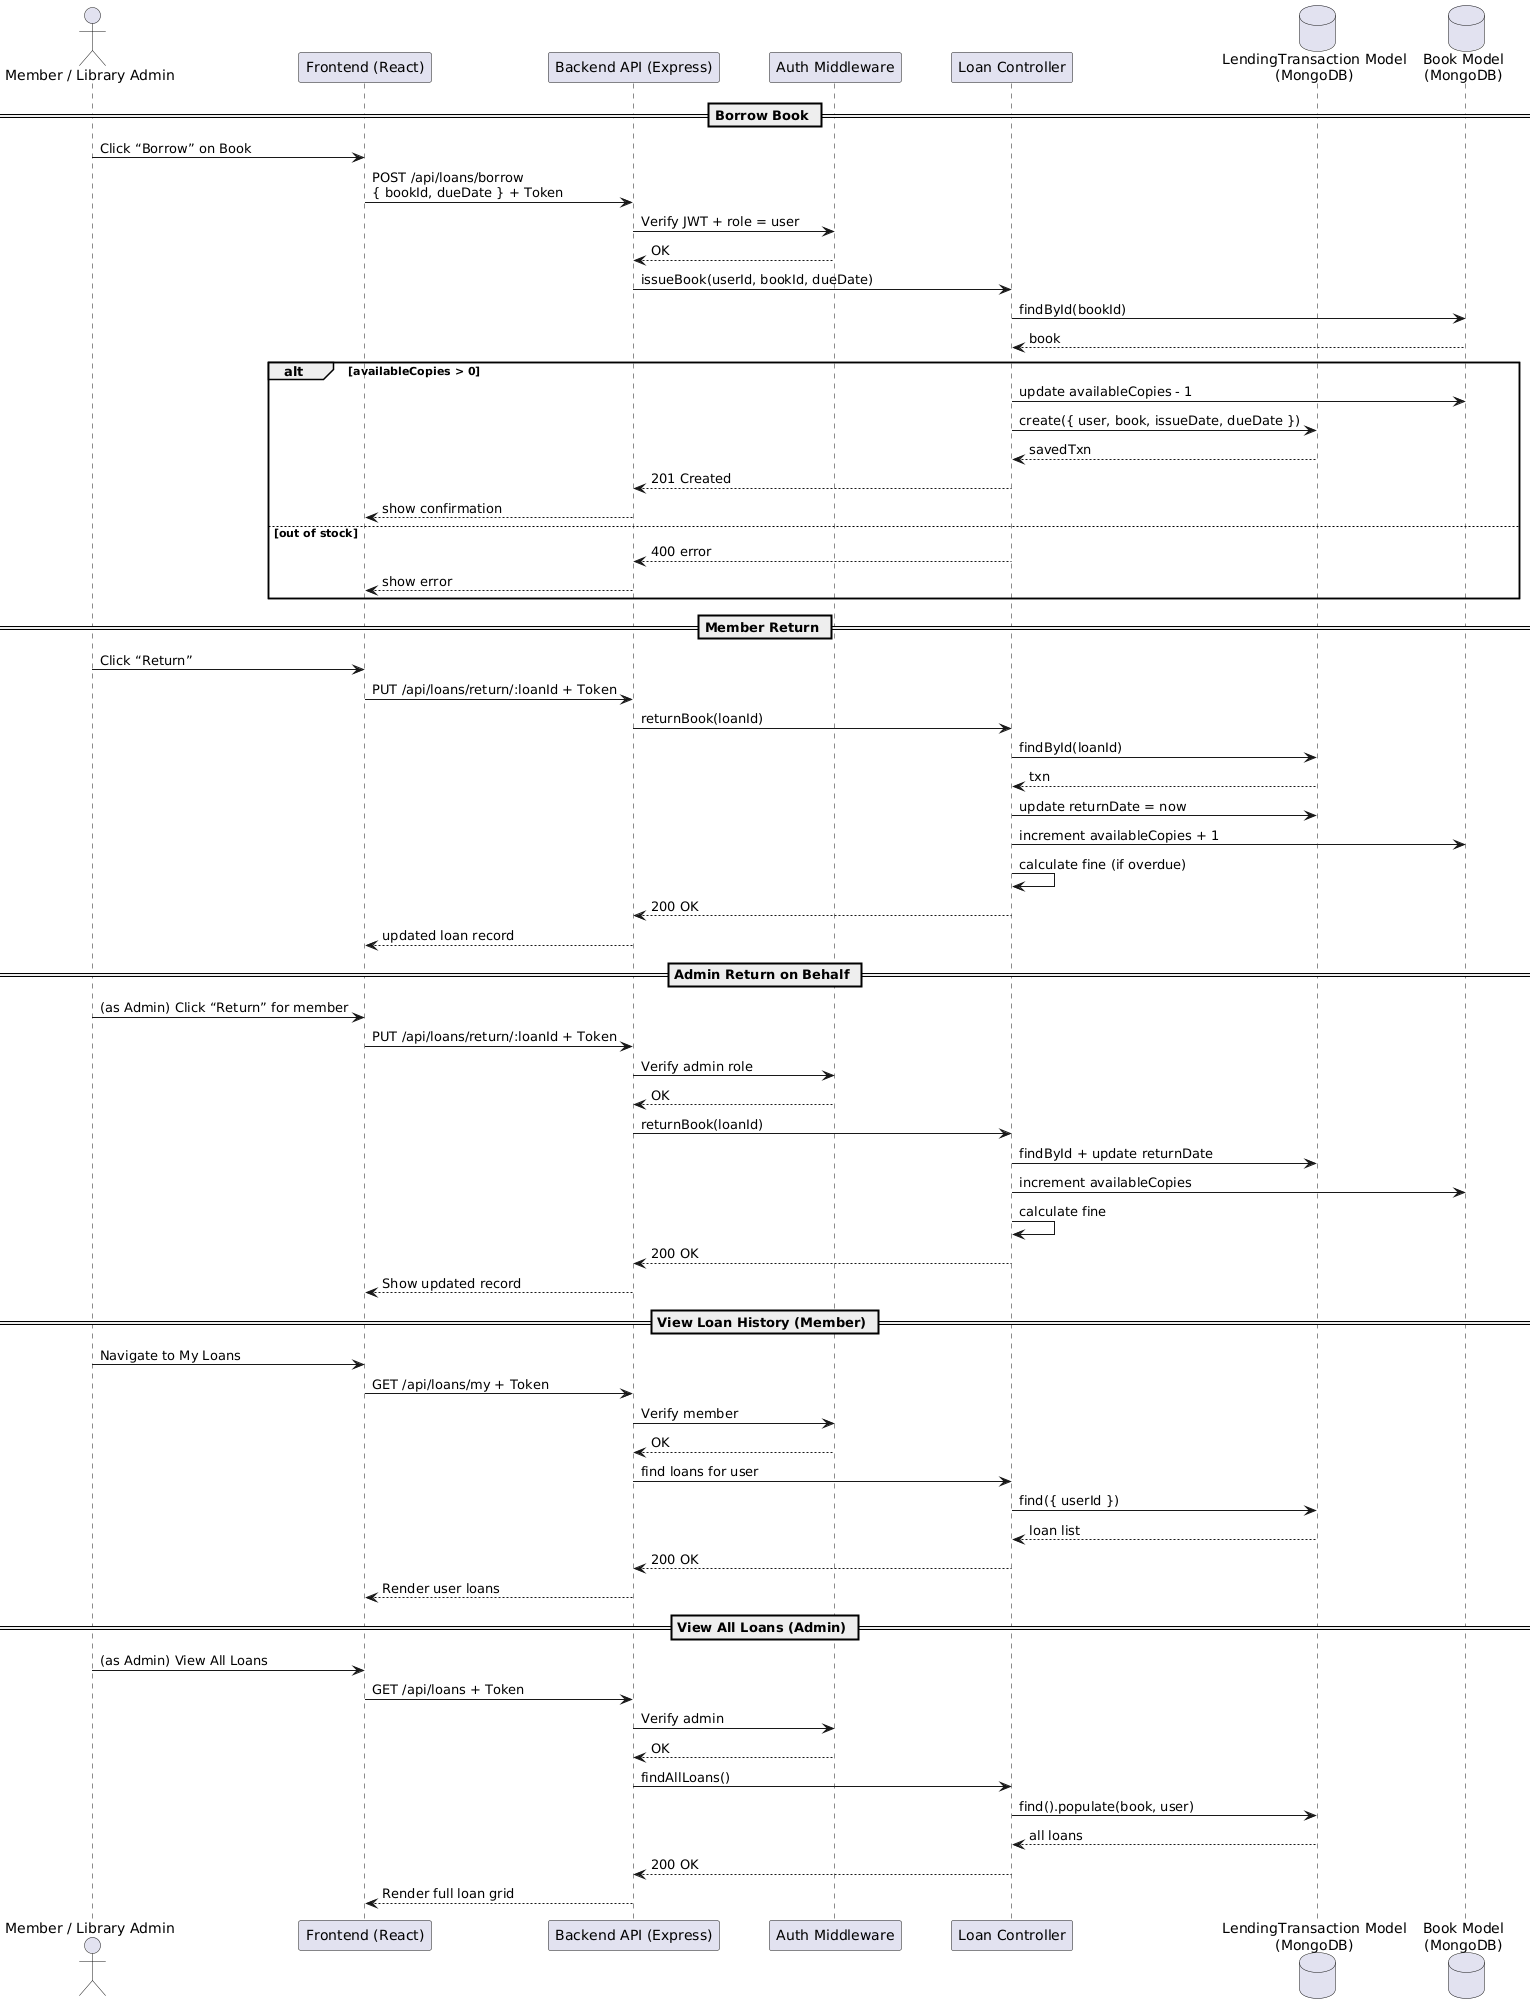 Member / Library Admin
Frontend (React)
Backend API (Express)
Auth Middleware
Loan Controller
LendingTransaction Model
(MongoDB)
Book Model
(MongoDB)
Borrow Book
Click “Borrow” on Book
POST /api/loans/borrow
{ bookId, dueDate } + Token
Verify JWT + role = user
OK
issueBook(userId, bookId, dueDate)
findById(bookId)
book
alt
[availableCopies > 0]
update availableCopies - 1
create({ user, book, issueDate, dueDate })
savedTxn
201 Created
show confirmation
[out of stock]
400 error
show error
Member Return
Click “Return”
PUT /api/loans/return/:loanId + Token
returnBook(loanId)
findById(loanId)
txn
update returnDate = now
increment availableCopies + 1
calculate fine (if overdue)
200 OK
updated loan record
Admin Return on Behalf
(as Admin) Click “Return” for member
PUT /api/loans/return/:loanId + Token
Verify admin role
OK
returnBook(loanId)
findById + update returnDate
increment availableCopies
calculate fine
200 OK
Show updated record
View Loan History (Member)
Navigate to My Loans
GET /api/loans/my + Token
Verify member
OK
find loans for user
find({ userId })
loan list
200 OK
Render user loans
View All Loans (Admin)
(as Admin) View All Loans
GET /api/loans + Token
Verify admin
OK
findAllLoans()
find().populate(book, user)
all loans
200 OK
Render full loan grid
Member / Library Admin
Frontend (React)
Backend API (Express)
Auth Middleware
Loan Controller
LendingTransaction Model
(MongoDB)
Book Model
(MongoDB)